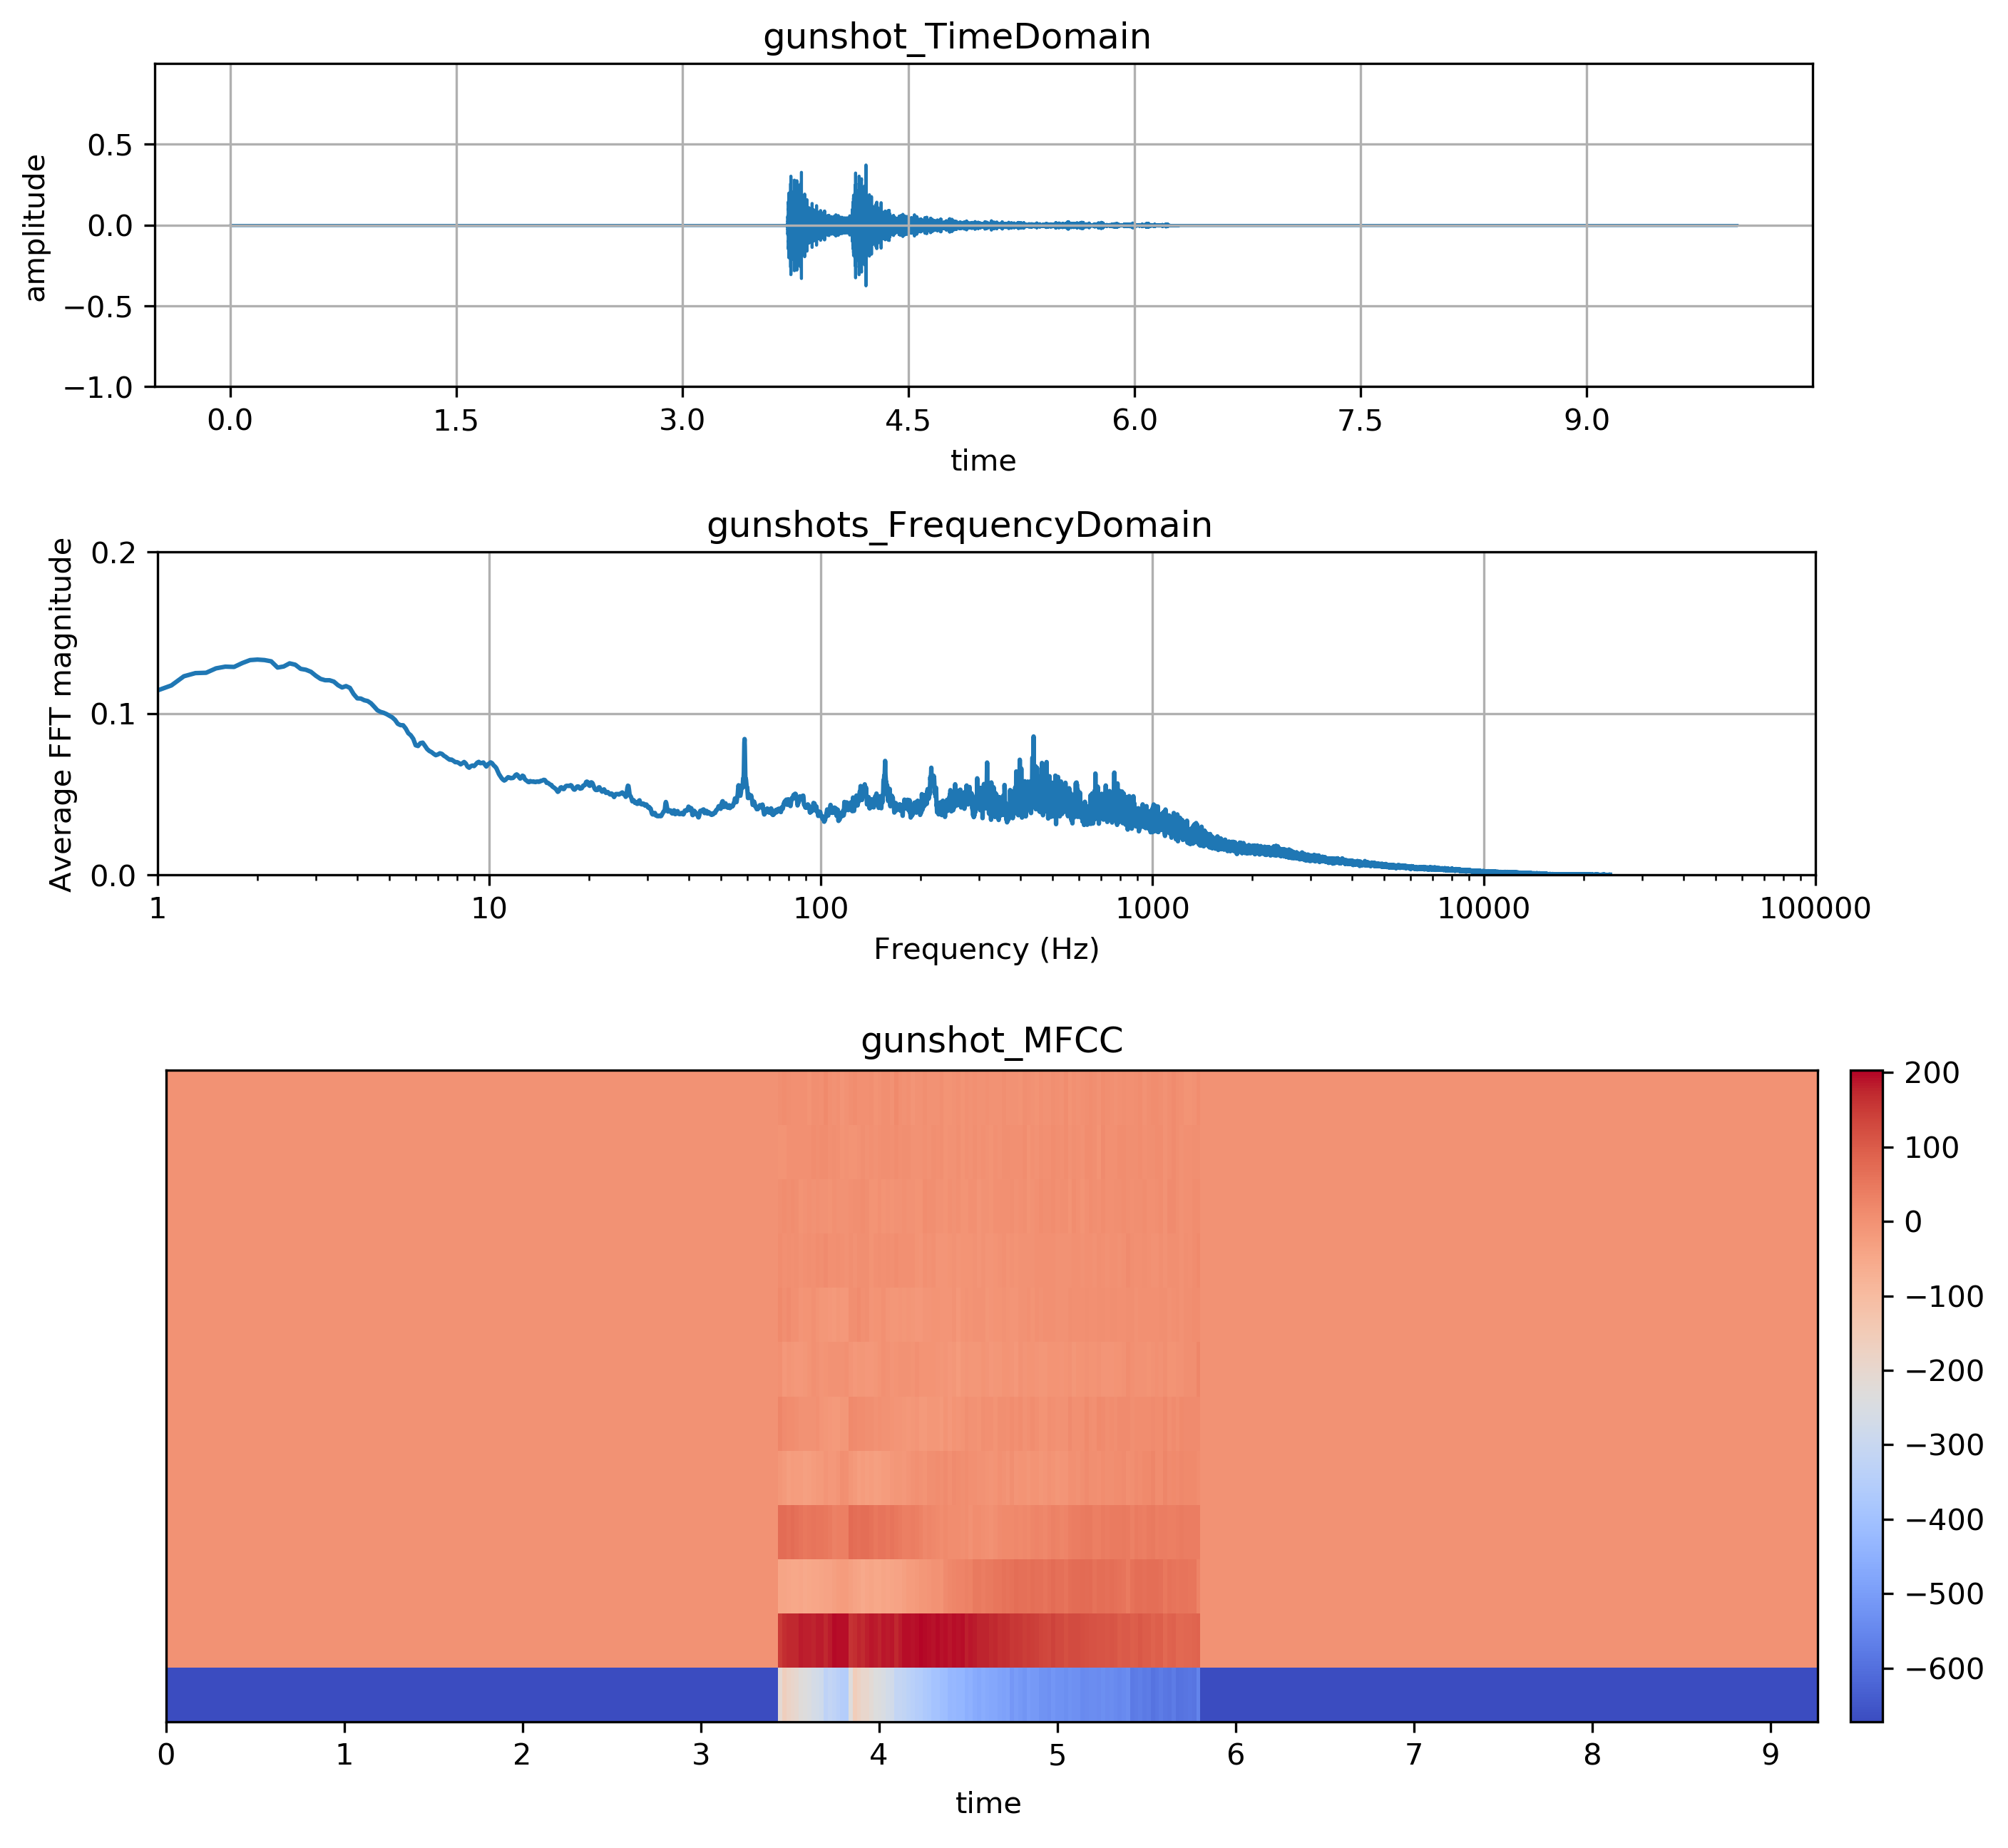 gunshot_TimeDomain
amplitude
0.5
0.0
−0.5
−1.0
0.0 1.5 3.0 4.5 6.0 7.5 9.0
time
gunshots_FrequencyDomain
Average FFT magnitude
0.2
0.1
0.0
1 10 100 1000 10000 100000
Frequency (Hz)
gunshot_MFCC
200
100
0
−100
−200
−300
−400
−500
−600
0 1 2 3 4 5 6 7 8 9
time